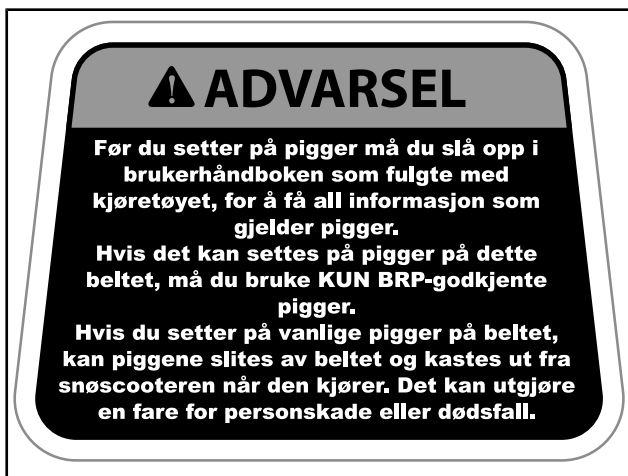 ADVARSEL
Før du setter på pigger må du slå opp i
brukerhåndboken som fulgte med
kjøretøyet, for å få all informasjon som
gjelder pigger.
Hvis det kan settes på pigger på dette
beltet, må du bruke KUN BRP-godkjente
pigger.
Hvis du setter på vanlige pigger på beltet,
kan piggene slites av beltet og kastes ut fra
snøscooteren når den kjører. Det kan utgjøre
en fare for personskade eller dødsfall.